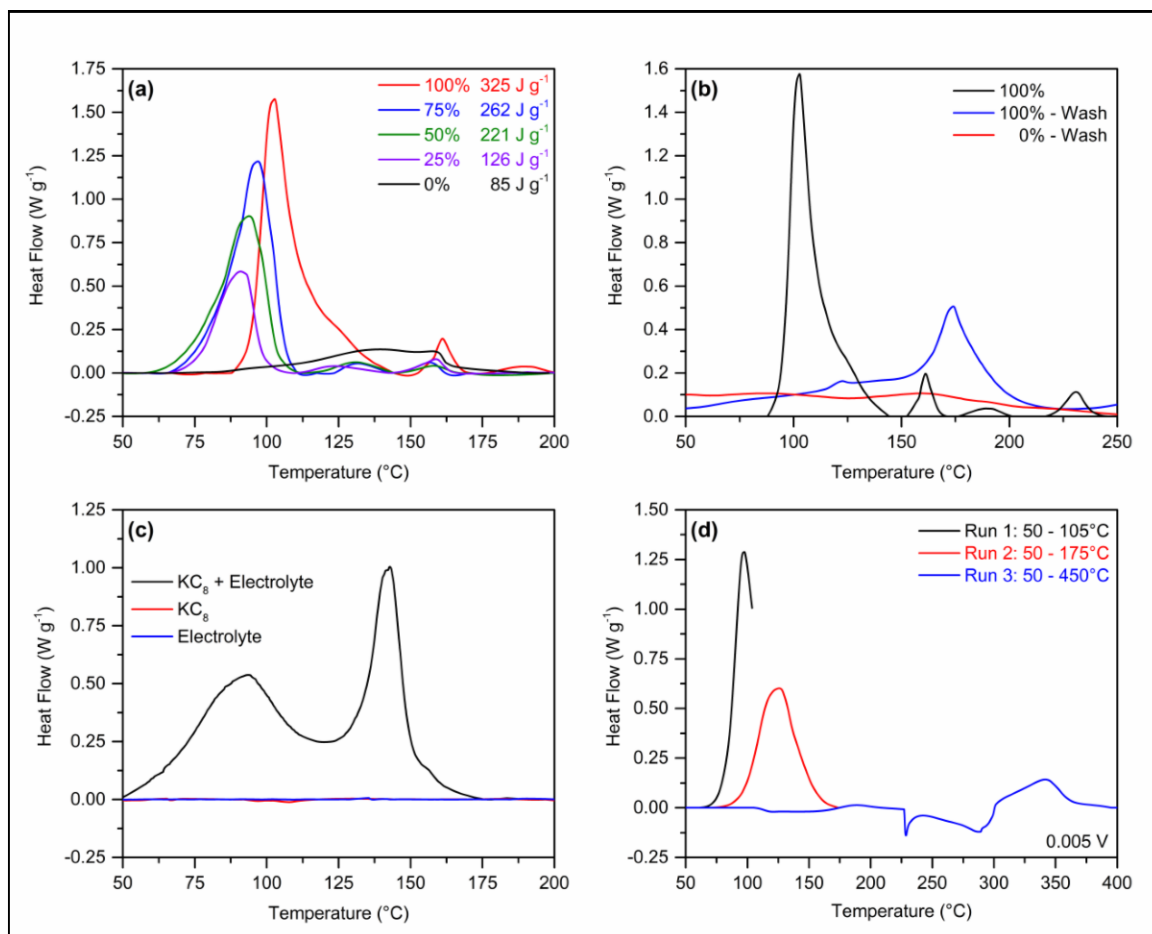 (a)
100% 325 J g⁻¹
75% 262 J g⁻¹
50% 221 J g⁻¹
25% 126 J g⁻¹
0% 85 J g⁻¹
1.75
1.50
1.25
1.00
0.75
0.50
0.25
0.00
-0.25
Heat Flow (W g⁻¹)
50 75 100 125 150 175 200
Temperature (°C)
(b)
100%
100% - Wash
0% - Wash
1.6
1.4
1.2
1.0
0.8
0.6
0.4
0.2
0.0
Heat Flow (W g⁻¹)
50 100 150 200 250
Temperature (°C)
(c)
KC₈ + Electrolyte
KC₈
Electrolyte
1.25
1.00
0.75
0.50
0.25
0.00
-0.25
Heat Flow (W g⁻¹)
50 75 100 125 150 175 200
Temperature (°C)
(d)
Run 1: 50 - 105°C
Run 2: 50 - 175°C
Run 3: 50 - 450°C
1.50
1.25
1.00
0.75
0.50
0.25
0.00
-0.25
Heat Flow (W g⁻¹)
0.005 V
50 100 150 200 250 300 350 400
Temperature (°C)